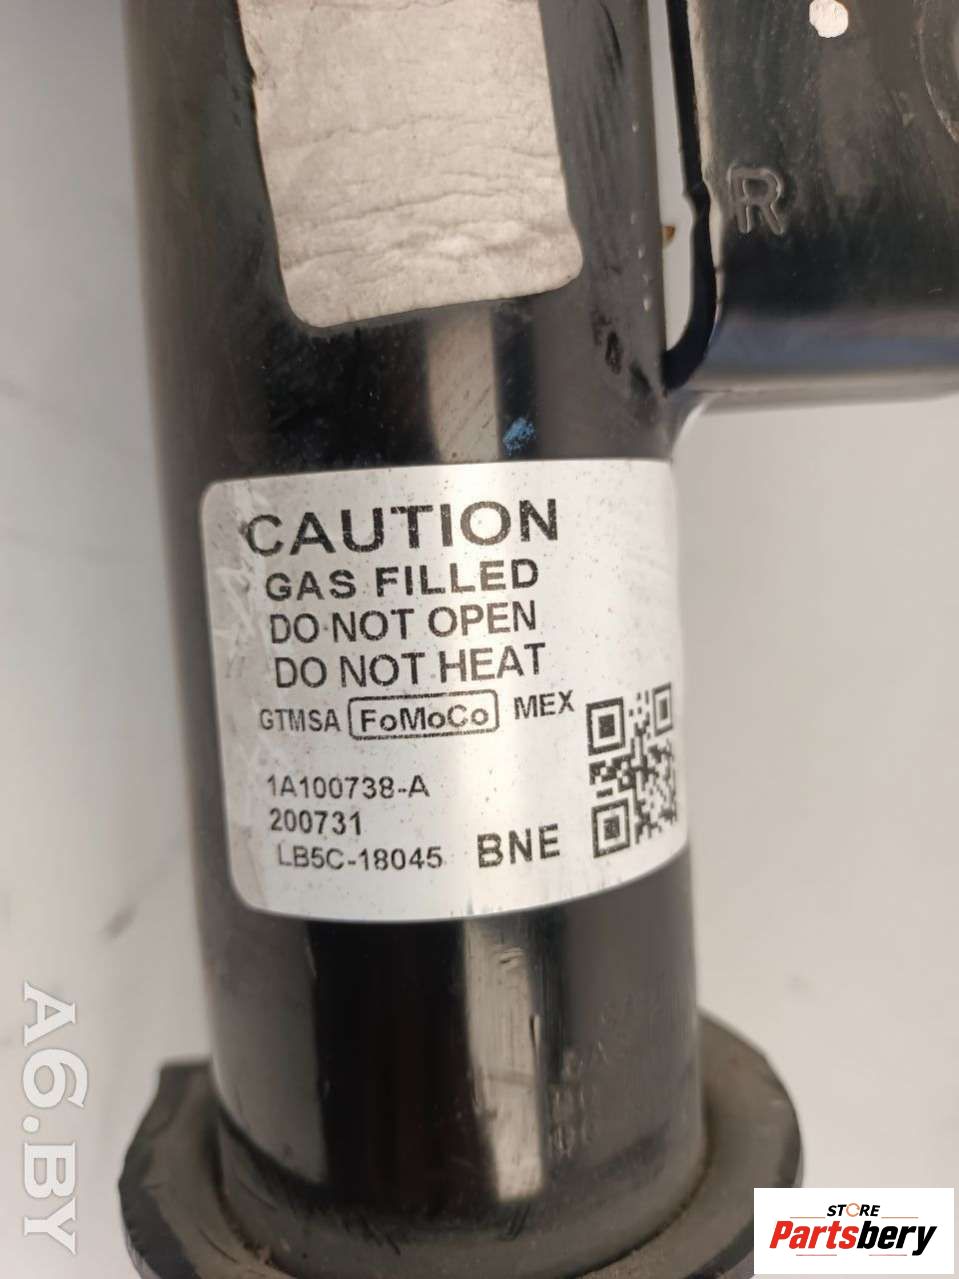 R
CAUTION
GAS FILLED
DO NOT OPEN
DO NOT HEAT
GTMSA FoMoCo MEX
1A100738-A
200731
LB5C-18045 BNE
A6.BY
STORE
Partsbery